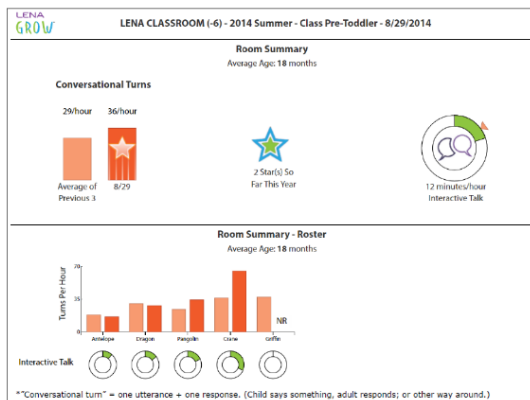 LENA
GROW
LENA CLASSROOM (-6) - 2014 Summer - Class Pre-Toddler - 8/29/2014
Room Summary
Average Age: 18 months
Conversational Turns
29/hour 36/hour
Average of
Previous 3
8/29
2 Star(s) So
Far This Year
12 minutes/hour
Interactive Talk
Room Summary - Roster
Average Age: 18 months
Turns Per Hour
70
35
0
NR
Antelope Dragon Pangolin Crane Griffin
Interactive Talk
*"Conversational turn" = one utterance + one response. (Child says something, adult responds; or other way around.)